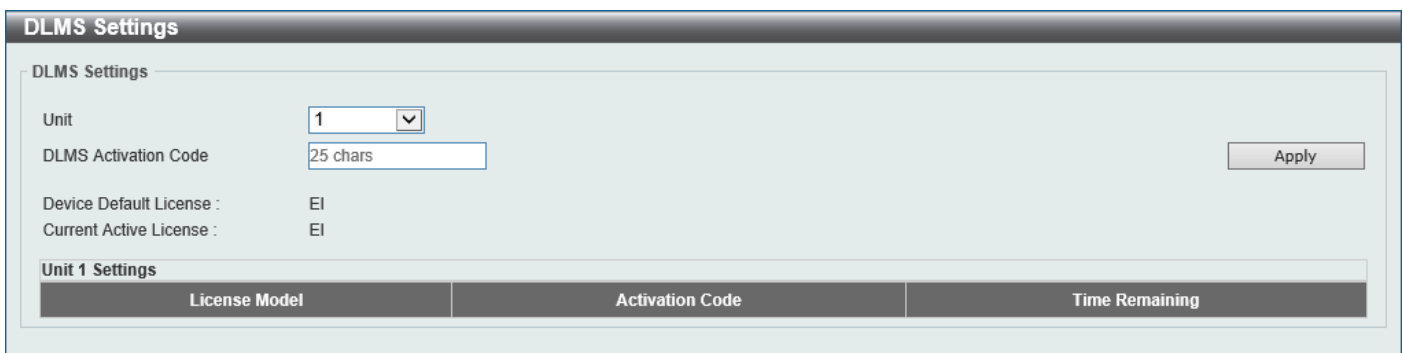 DLMS Settings
DLMS Settings
Unit
1
DLMS Activation Code
25 chars
Apply
Device Default License :
EI
Current Active License :
EI
Unit 1 Settings
License Model
Activation Code
Time Remaining